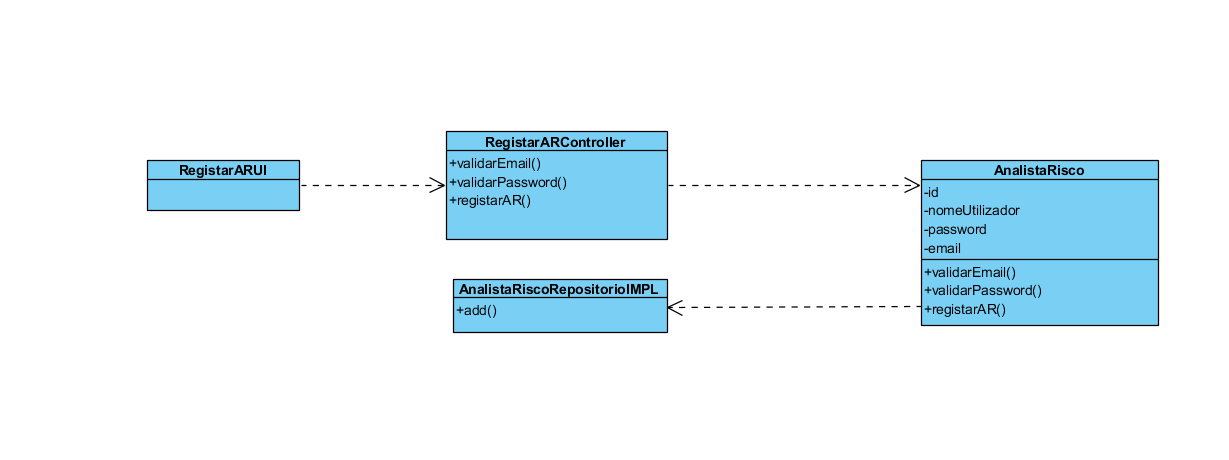 RegistarARUI
RegistarARController
+validarEmail()
+validarPassword()
+registarAR()
AnalistaRiscoRepositorioIMPL
+add()
AnalistaRisco
-id
-nomeUtilizador
-password
-email
+validarEmail()
+validarPassword()
+registarAR()